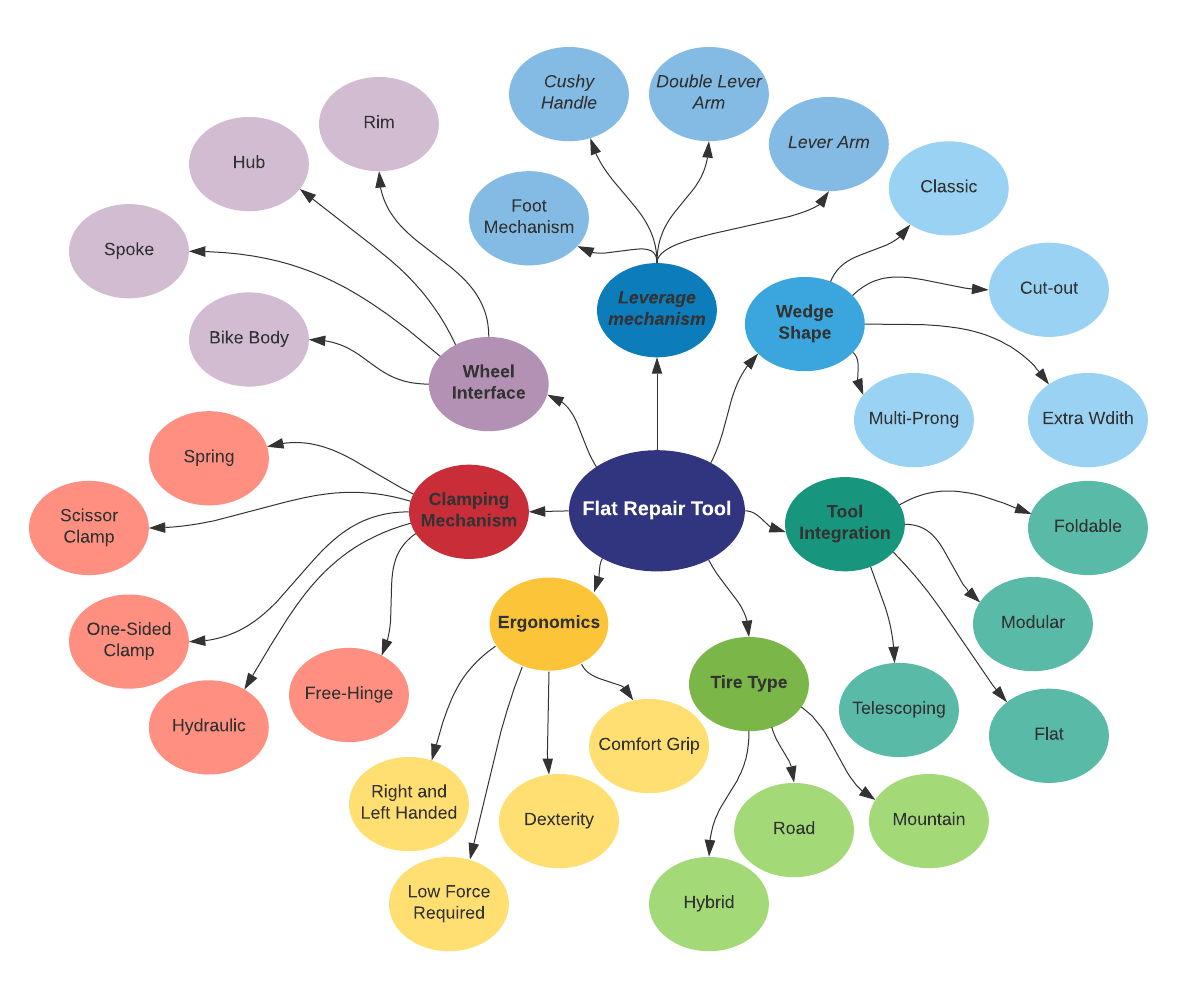 Cushy
Handle
Double Lever
Arm
Rim
Lever Arm
Hub
Classic
Foot
Mechanism
Spoke
Cut-out
Leverage
mechanism
Wedge
Shape
Bike Body
Wheel
Interface
Multi-Prong
Extra Wdith
Spring
Clamping
Mechanism
Flat Repair Tool
Tool
Integration
Foldable
Scissor
Clamp
Ergonomics
Modular
One-Sided
Clamp
Tire Type
Free-Hinge
Telescoping
Hydraulic
Flat
Comfort Grip
Right and
Left Handed
Dexterity
Road
Mountain
Low Force
Required
Hybrid